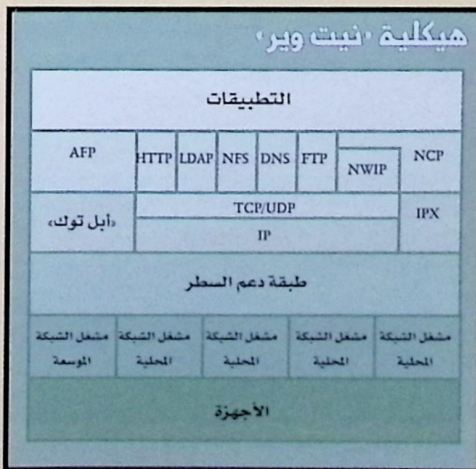 هيكلية «نيت وير»
التطبيقات
AFP HTTP LDAP NFS DNS FTP NWIP NCP
«أبل توك» TCP/UDP IPX
IP
طبقة دعم السطر
مشغل الشبكة الموسعة
مشغل الشبكة المحلية
مشغل الشبكة المحلية
مشغل الشبكة المحلية
مشغل الشبكة المحلية
الأجهزة